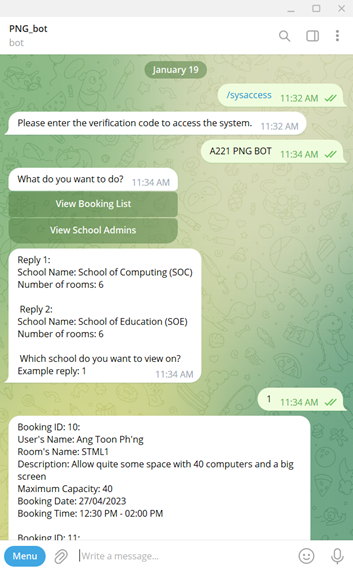 PNG_bot
bot
January 19
/sysaccess 11:32 AM
Please enter the verification code to access the system. 11:32 AM
A221 PNG BOT 11:34 AM
What do you want to do? 11:34 AM
View Booking List
View School Admins
Reply 1:
School Name: School of Computing (SOC)
Number of rooms: 6
Reply 2:
School Name: School of Education (SOE)
Number of rooms: 6
Which school do you want to view on?
Example reply: 1 11:34 AM
1 11:34 AM
Booking ID: 10:
User's Name: Ang Toon Ph'ng
Room's Name: STML1
Description: Allow quite some space with 40 computers and a big
screen
Maximum Capacity: 40
Booking Date: 27/04/2023
Booking Time: 12:30 PM - 02:00 PM
Booking ID: 11:
Menu
Write a message...